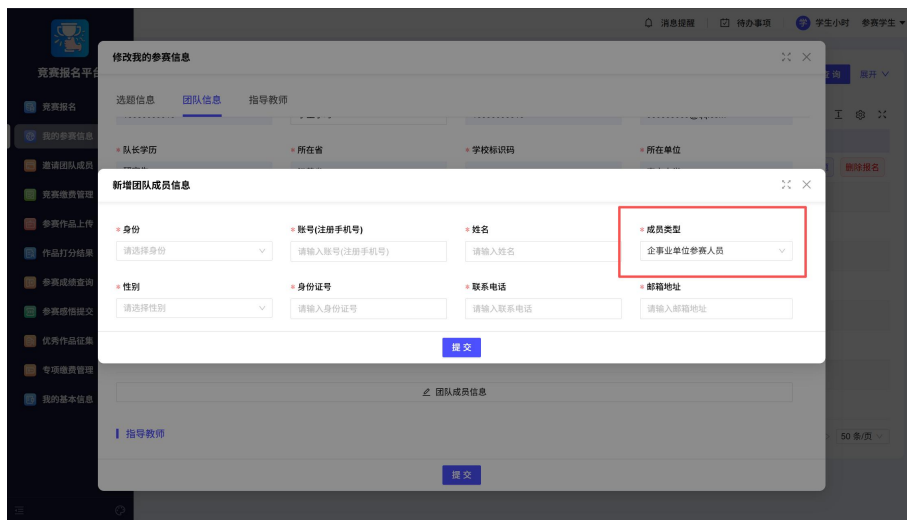 消息提醒 待办事项 学 学生小时 参赛学生
竞赛报名平台
修改我的参赛信息
查询 展开
选题信息 团队信息 指导教师
竞赛报名
我的参赛信息
邀请团队成员
竞赛缴费管理
参赛作品上传
作品打分结果
参赛成绩查询
参赛感悟提交
优秀作品征集
专项缴费管理
我的基本信息
* 队长学历 * 所在省 * 学校标识码 * 所在单位
删除报名
新增团队成员信息
* 身份 * 账号(注册手机号) * 姓名 * 成员类型
请选择身份 请输入账号(注册手机号) 请输入姓名 企事业单位参赛人员
* 性别 * 身份证号 * 联系电话 * 邮箱地址
请选择性别 请输入身份证号 请输入联系电话 请输入邮箱地址
提交
团队成员信息
指导教师
50 条/页
提交